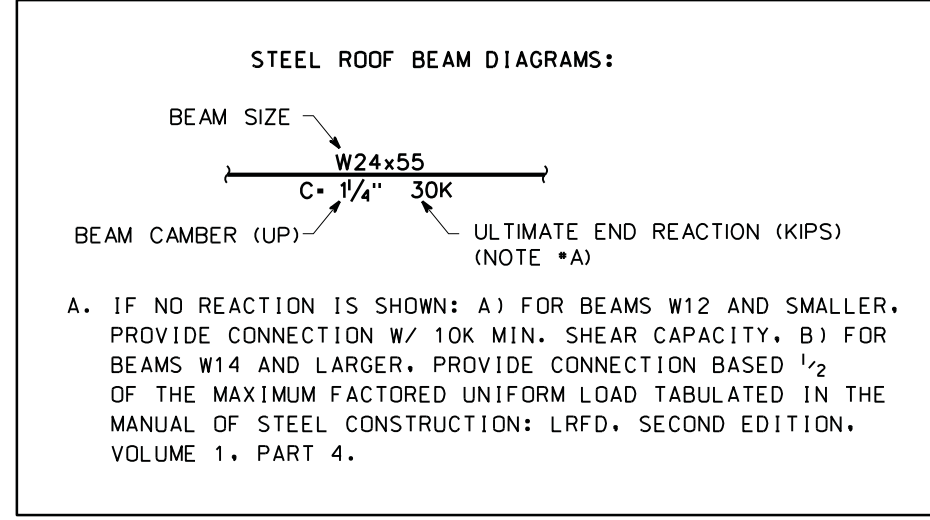 STEEL ROOF BEAM DIAGRAMS:
BEAM SIZE
W24x55
C= 1 1/4" 30K
BEAM CAMBER (UP)
ULTIMATE END REACTION (KIPS)
(NOTE #A)
A. IF NO REACTION IS SHOWN: A) FOR BEAMS W12 AND SMALLER,
PROVIDE CONNECTION W/ 10K MIN. SHEAR CAPACITY, B) FOR
BEAMS W14 AND LARGER, PROVIDE CONNECTION BASED 1/2
OF THE MAXIMUM FACTORED UNIFORM LOAD TABULATED IN THE
MANUAL OF STEEL CONSTRUCTION: LRFD, SECOND EDITION,
VOLUME 1, PART 4.